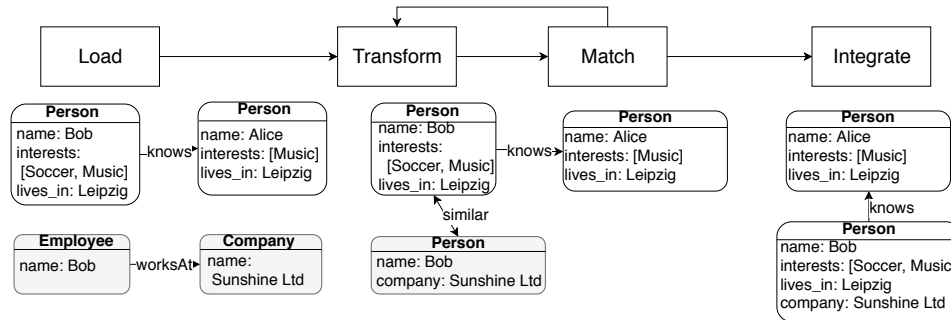 Load
Transform
Match
Integrate
Person
name: Bob
interests:
[Soccer, Music]
lives_in: Leipzig
knows
Person
name: Alice
interests: [Music]
lives_in: Leipzig
Employee
name: Bob
worksAt
Company
name:
Sunshine Ltd
Person
name: Bob
interests:
[Soccer, Music]
lives_in: Leipzig
knows
Person
name: Alice
interests: [Music]
lives_in: Leipzig
similar
Person
name: Bob
company: Sunshine Ltd
Person
name: Alice
interests: [Music]
lives_in: Leipzig
knows
Person
name: Bob
interests: [Soccer, Music]
lives_in: Leipzig
company: Sunshine Ltd